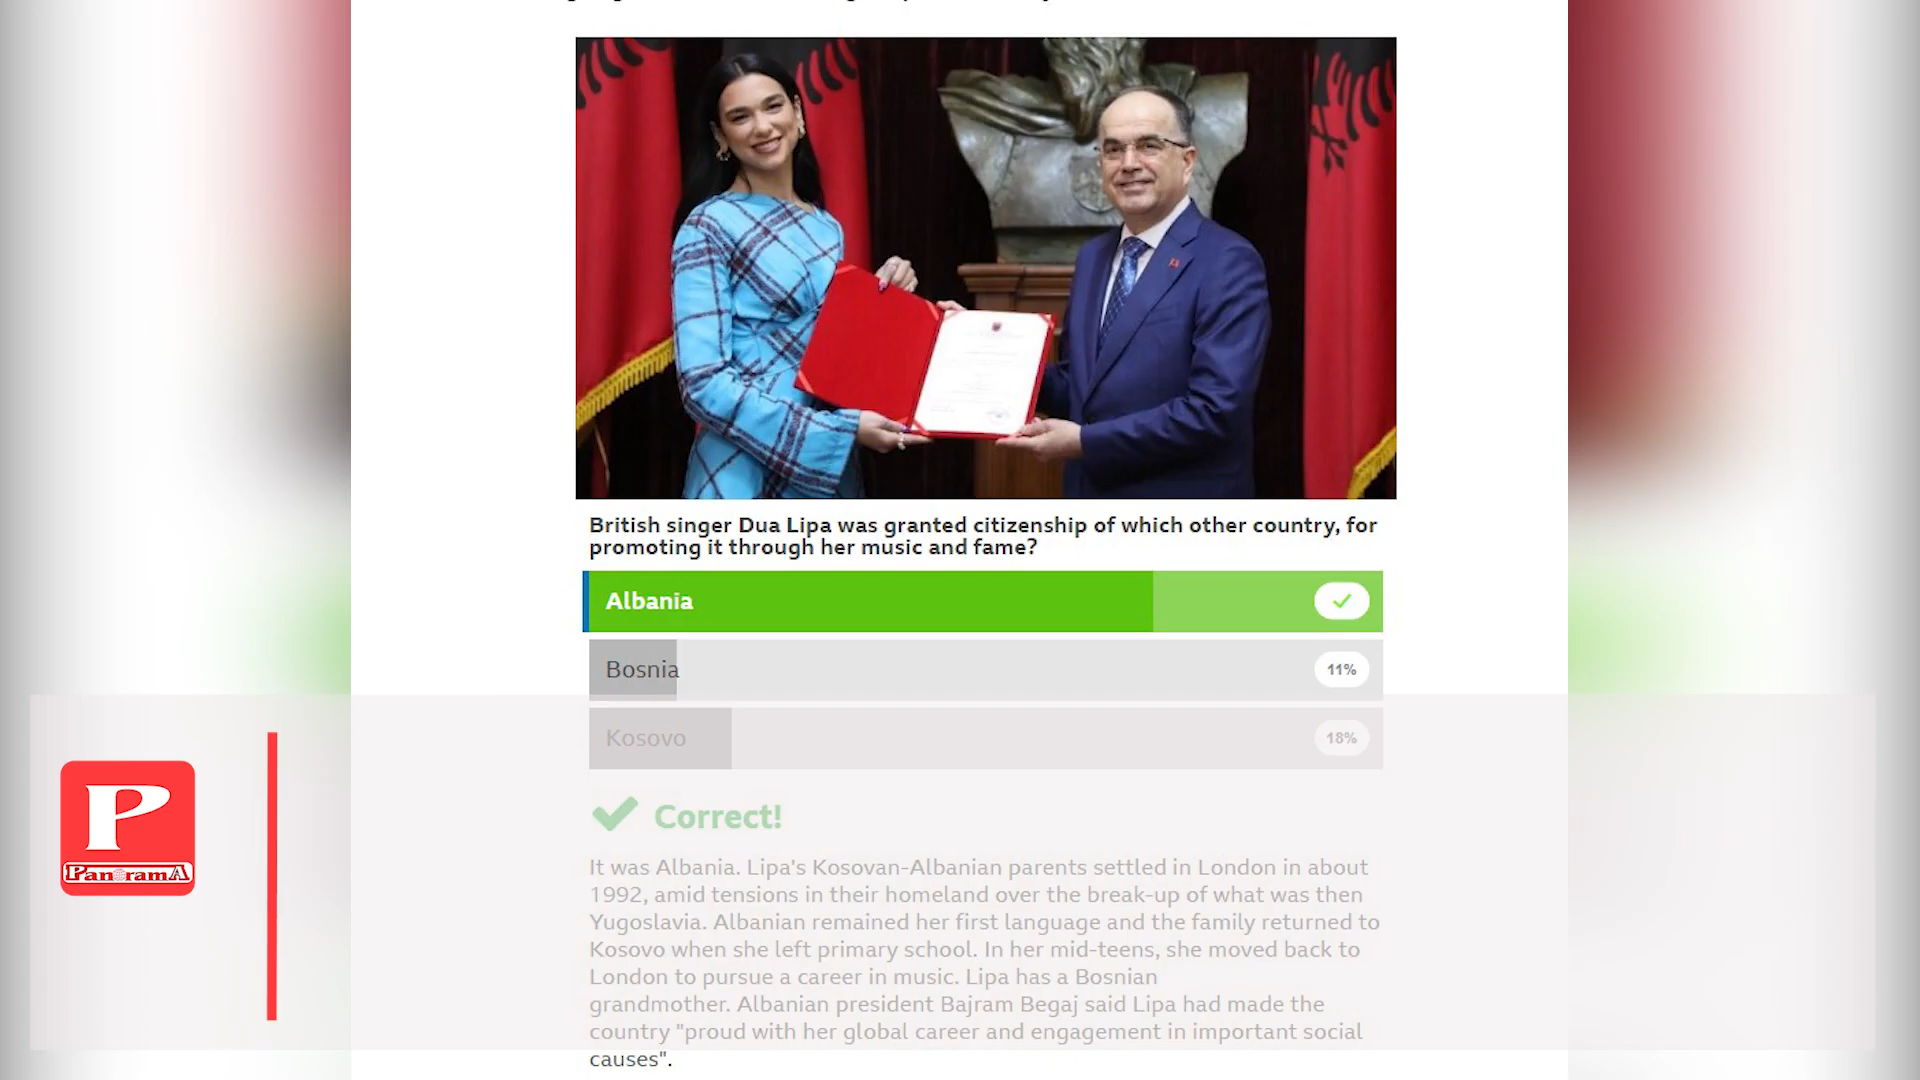 British singer Dua Lipa was granted citizenship of which other country, for
promoting it through her music and fame?
Albania
Bosnia
11%
Kosovo
18%
Correct!
It was Albania. Lipa's Kosovan-Albanian parents settled in London in about
1992, amid tensions in their homeland over the break-up of what was then
Yugoslavia. Albanian remained her first language and the family returned to
Kosovo when she left primary school. In her mid-teens, she moved back to
London to pursue a career in music. Lipa has a Bosnian
grandmother. Albanian president Bajram Begaj said Lipa had made the
country "proud with her global career and engagement in important social
causes".
P
PanoramA